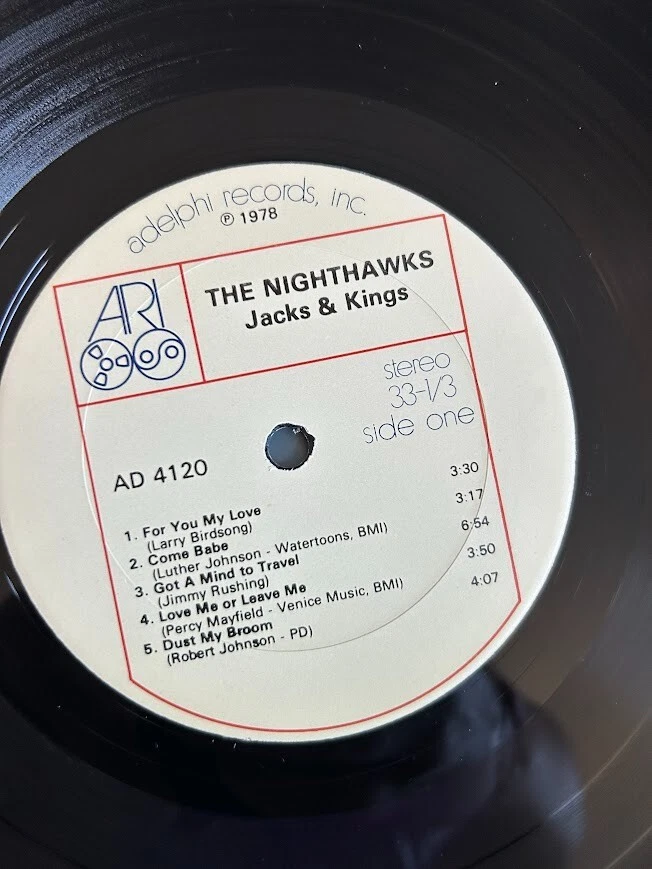 adelphi records, inc.
℗ 1978
ARI
THE NIGHTHAWKS
Jacks & Kings
stereo
33-1/3
side one
AD 4120
1. For You My Love 3:30
(Larry Birdsong)
2. Come Babe 3:17
(Luther Johnson - Watertoons, BMI)
3. Got A Mind to Travel 6:54
(Jimmy Rushing)
4. Love Me or Leave Me 3:50
(Percy Mayfield - Venice Music, BMI)
5. Dust My Broom 4:07
(Robert Johnson - PD)